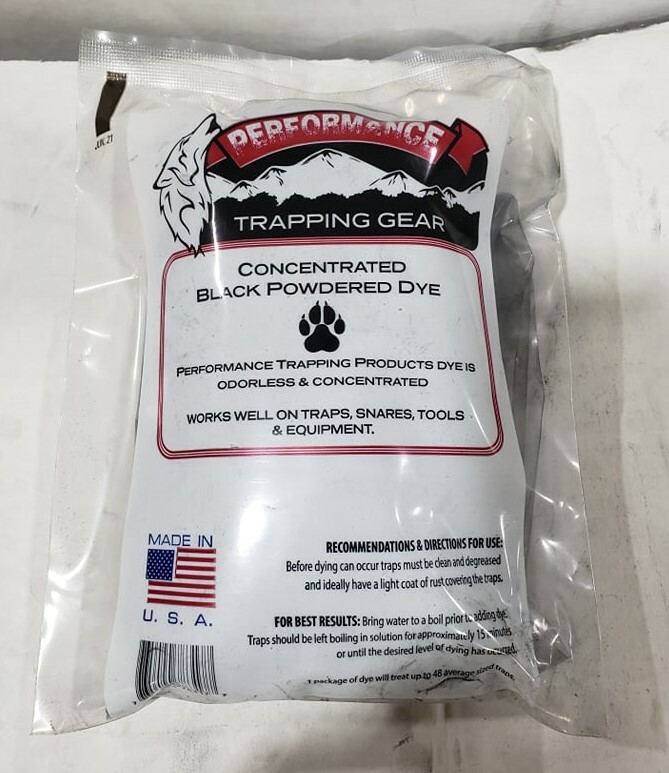 JUN. 21
PERFORMANCE
TRAPPING GEAR
CONCENTRATED
BLACK POWDERED DYE
PERFORMANCE TRAPPING PRODUCTS DYE IS
ODORLESS & CONCENTRATED
WORKS WELL ON TRAPS, SNARES, TOOLS
& EQUIPMENT.
MADE IN
U. S. A.
RECOMMENDATIONS & DIRECTIONS FOR USE:
Before dying can occur traps must be clean and degreased
and ideally have a light coat of rust covering the traps.
FOR BEST RESULTS: Bring water to a boil prior to adding dye.
Traps should be left boiling in solution for approximately 15 minutes
or until the desired level of dying has occurred.
1 package of dye will treat up to 48 average sized traps.